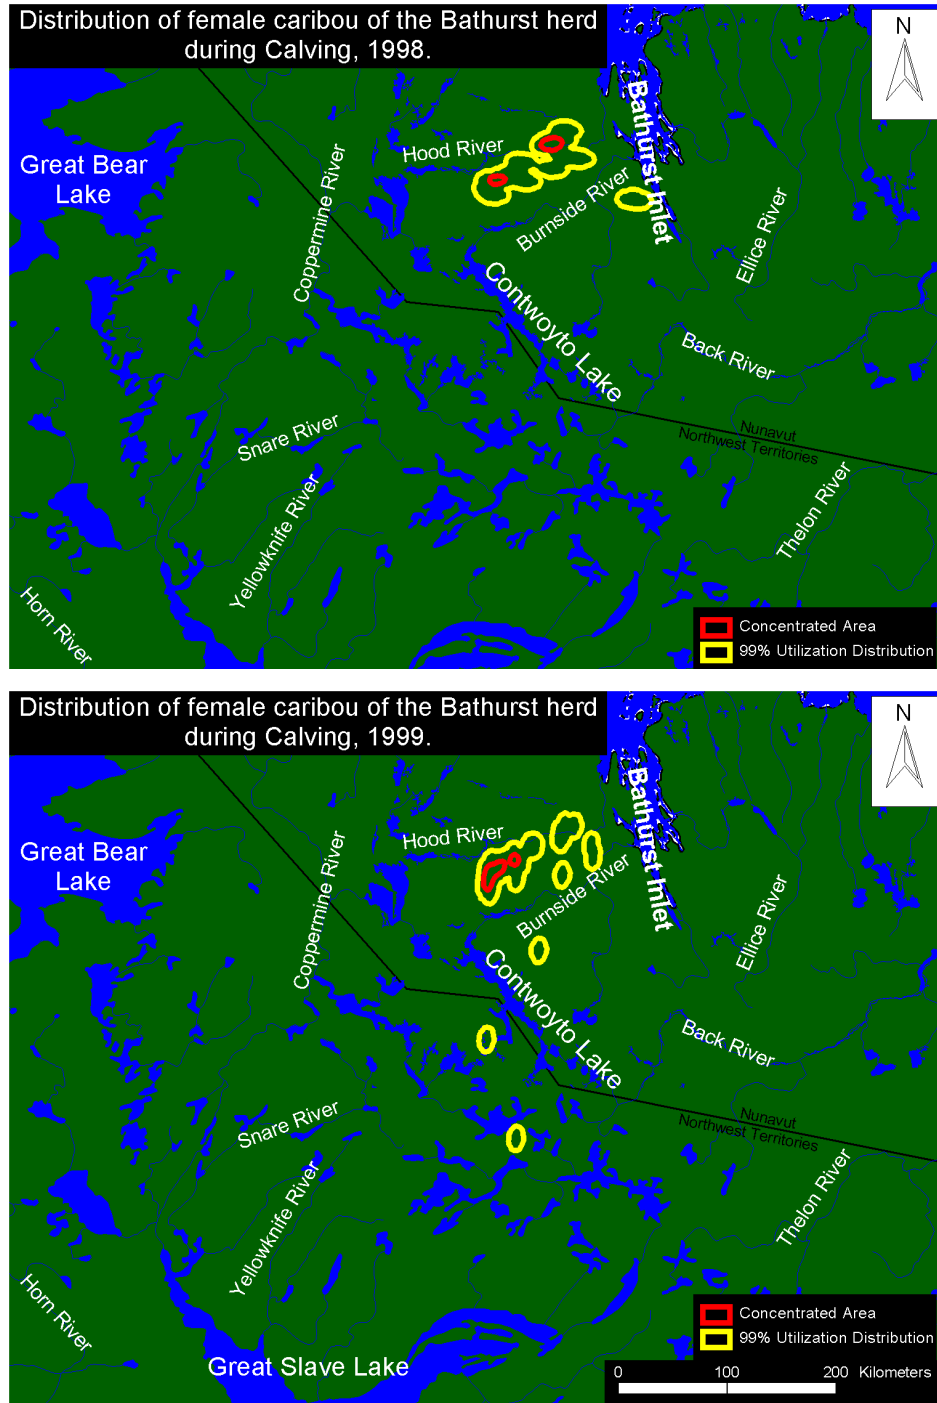 Distribution of female caribou of the Bathurst herd
during Calving, 1998.
N
Great Bear
Lake
Coppermine River
Hood River
Burnside River
Bathurst Inlet
Ellice River
Contwoyto Lake
Back River
Nunavut
Northwest Territories
Snare River
Yellowknife River
Thelon River
Horn River
Concentrated Area
99% Utilization Distribution
Distribution of female caribou of the Bathurst herd
during Calving, 1999.
N
Great Bear
Lake
Coppermine River
Hood River
Burnside River
Bathurst Inlet
Ellice River
Contwoyto Lake
Back River
Nunavut
Northwest Territories
Snare River
Yellowknife River
Thelon River
Horn River
Great Slave Lake
Concentrated Area
99% Utilization Distribution
0 100 200 Kilometers